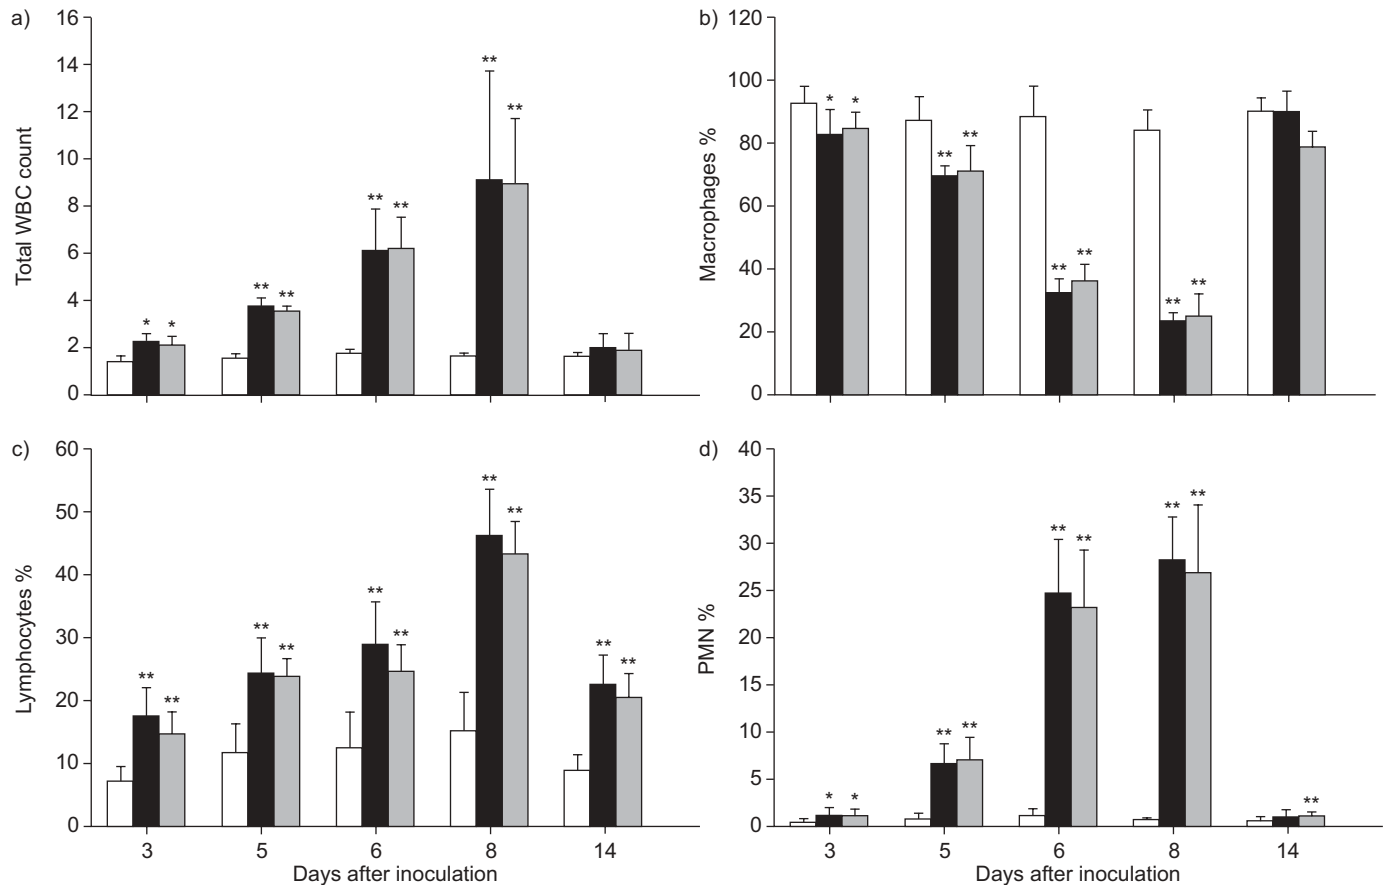 a)
16
14
12
10
8
6
4
2
0
Total WBC count
* * ** ** ** ** ** **
b)
120
100
80
60
40
20
0
Macrophages %
* * ** ** ** ** ** **
c)
60
50
40
30
20
10
0
Lymphocytes %
** ** ** ** ** ** ** ** ** **
3 5 6 8 14
Days after inoculation
d)
40
35
30
25
20
15
10
5
0
PMN %
* * ** ** ** ** ** ** **
3 5 6 8 14
Days after inoculation